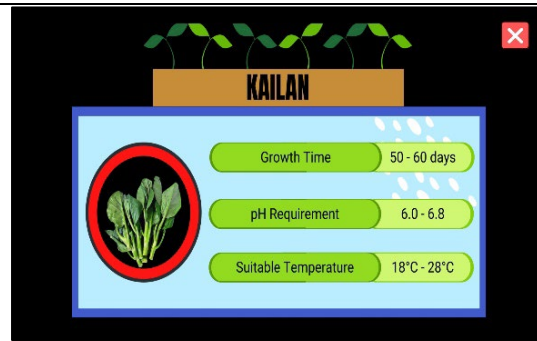 KAILAN
Growth Time 50 - 60 days
pH Requirement 6.0 - 6.8
Suitable Temperature 18°C - 28°C